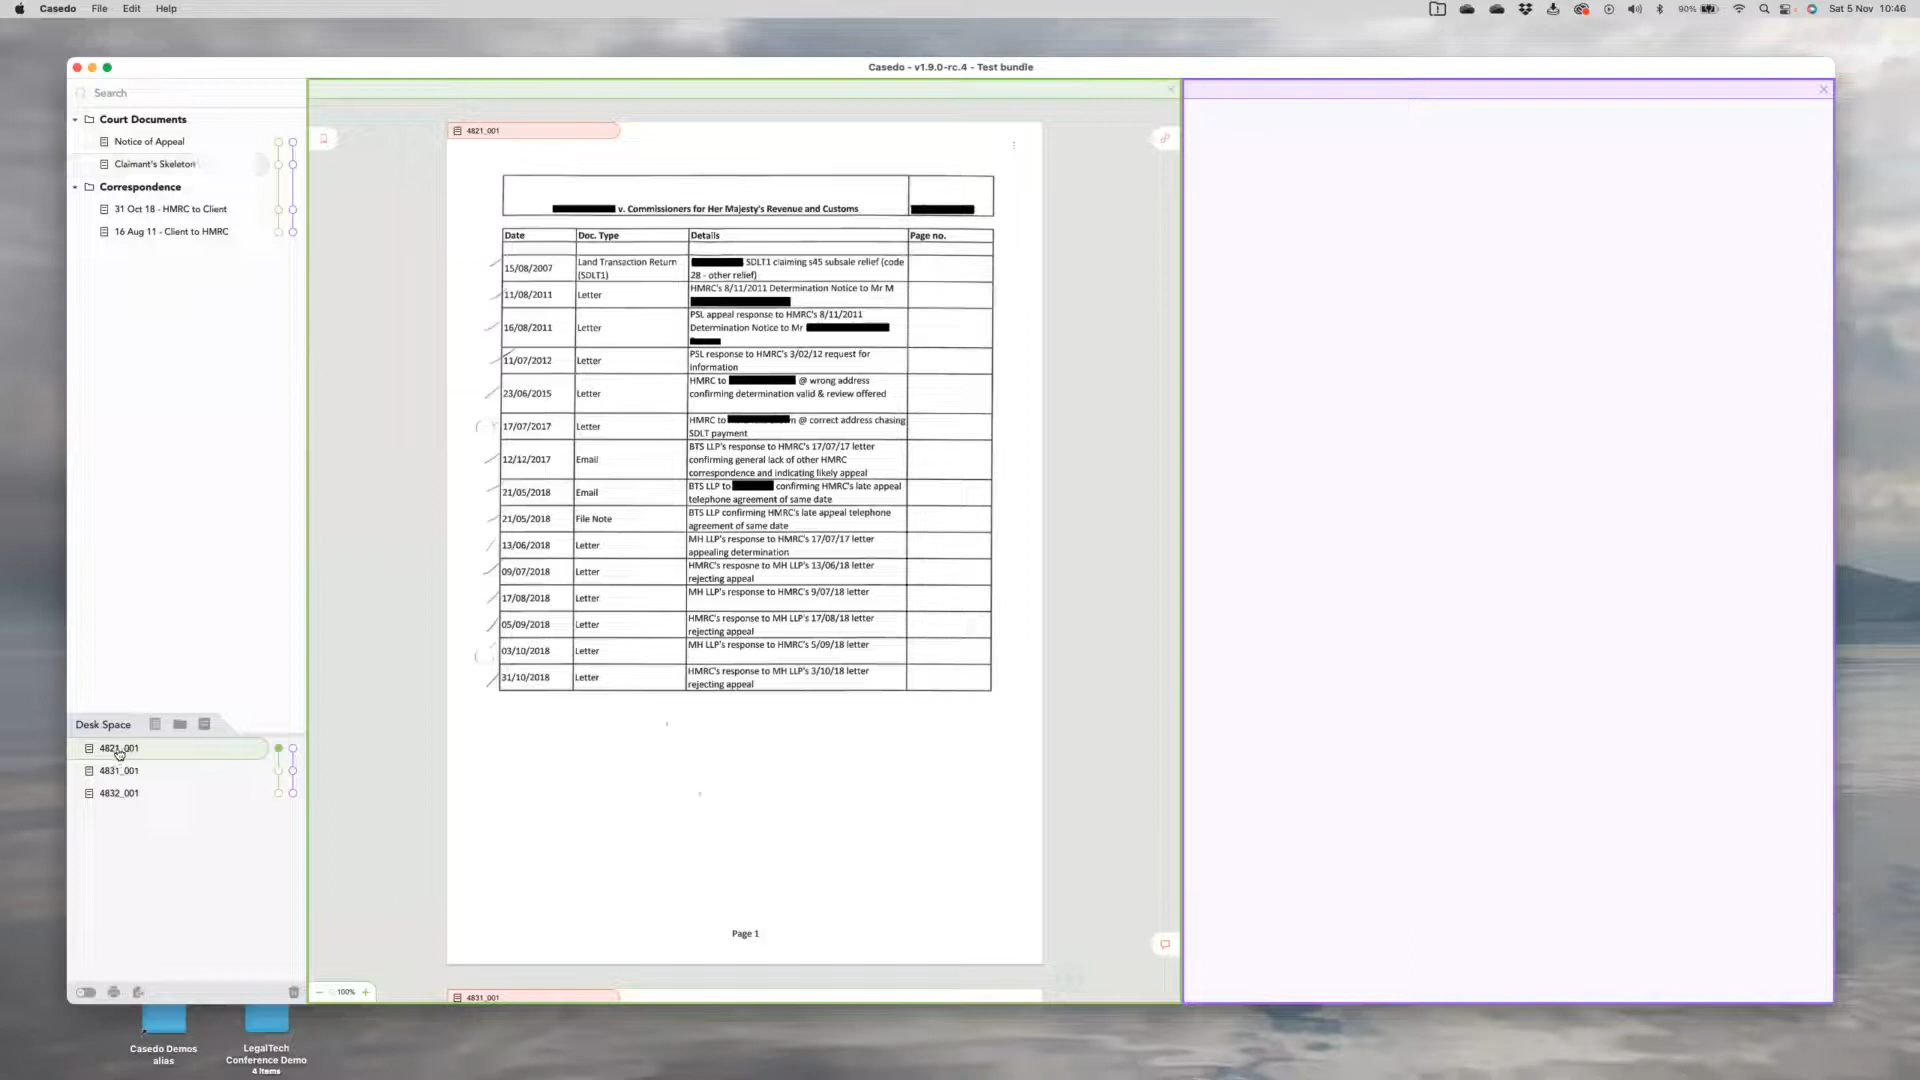 Casedo File Edit Help
90% Sat 5 Nov 10:46
Casedo - v1.9.0-rc.4 - Test bundle
Search
Court Documents
Notice of Appeal
Claimant's Skeleton
Correspondence
31 Oct 18 - HMRC to Client
16 Aug 11 - Client to HMRC
Desk Space
4821_001
4831_001
4832_001
4821_001
v. Commissioners for Her Majesty's Revenue and Customs
Date Doc. Type Details Page no.
15/08/2007 Land Transaction Return (SDLT1) SDLT1 claiming s45 subsale relief (code
28 - other relief)
11/08/2011 Letter HMRC's 8/11/2011 Determination Notice to Mr M
16/08/2011 Letter PSL appeal response to HMRC's 8/11/2011
Determination Notice to Mr
11/07/2012 Letter PSL response to HMRC's 3/02/12 request for
information
23/06/2015 Letter HMRC to @ wrong address
confirming determination valid & review offered
17/07/2017 Letter HMRC to n @ correct address chasing
SDLT payment
12/12/2017 Email BTS LLP's response to HMRC's 17/07/17 letter
confirming general lack of other HMRC
correspondence and indicating likely appeal
21/05/2018 Email BTS LLP to confirming HMRC's late appeal
telephone agreement of same date
21/05/2018 File Note BTS LLP confirming HMRC's late appeal telephone
agreement of same date
13/06/2018 Letter MH LLP's response to HMRC's 17/07/17 letter
appealing determination
09/07/2018 Letter HMRC's response to MH LLP's 13/06/18 letter
rejecting appeal
17/08/2018 Letter MH LLP's response to HMRC's 9/07/18 letter
05/09/2018 Letter HMRC's response to MH LLP's 17/08/18 letter
rejecting appeal
03/10/2018 Letter MH LLP's response to HMRC's 5/09/18 letter
31/10/2018 Letter HMRC's response to MH LLP's 3/10/18 letter
rejecting appeal
Page 1
100%
4831_001
Casedo Demos
alias
LegalTech
Conference Demo
4 items